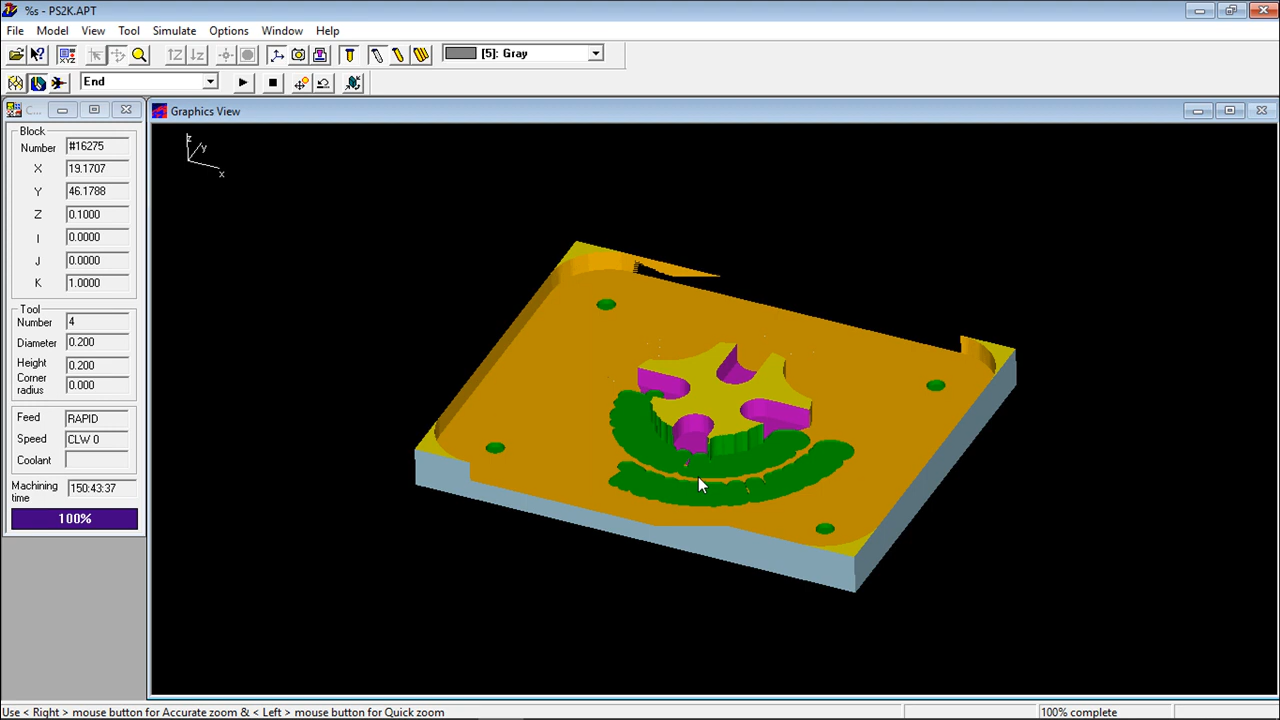 %s - PS2K.APT
File Model View Tool Simulate Options Window Help
[5]: Gray
End
C...
Graphics View
Block
Number #16275
X 19.1707
Y 46.1788
Z 0.1000
I 0.0000
J 0.0000
K 1.0000
Tool
Number 4
Diameter 0.200
Height 0.200
Corner
radius 0.000
Feed RAPID
Speed CLW 0
Coolant
Machining
time 150:43:37
100%
z
y
x
Use < Right > mouse button for Accurate zoom & < Left > mouse button for Quick zoom
100% complete